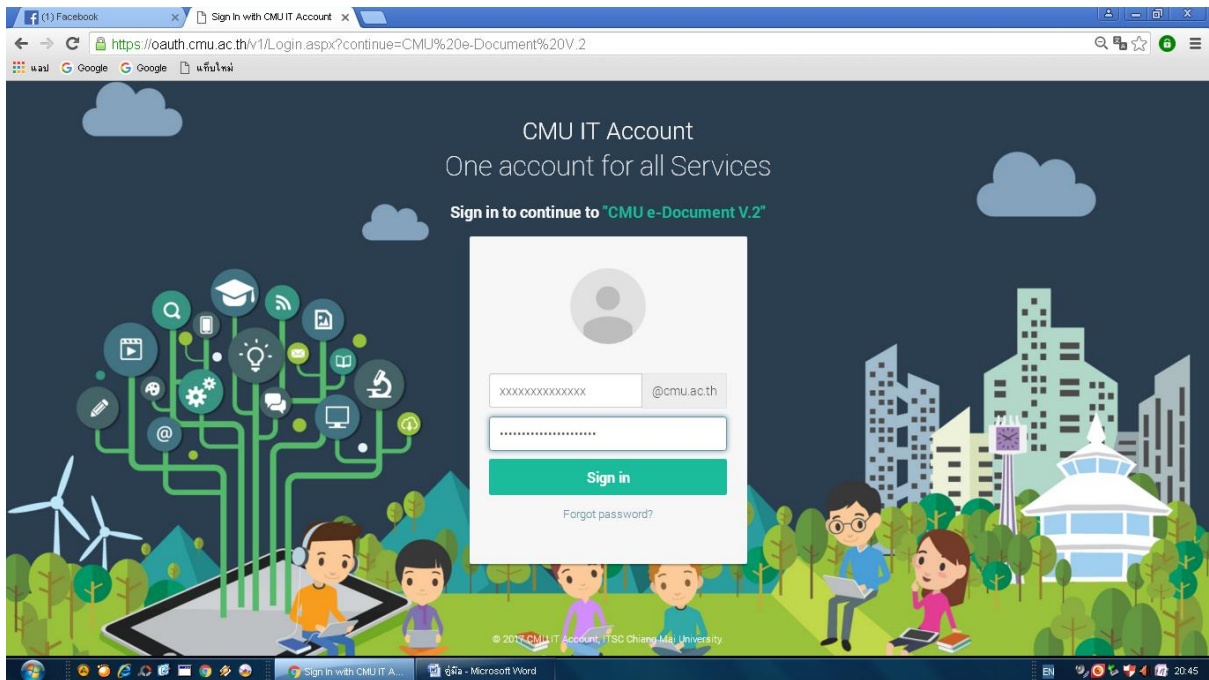 (1) Facebook
Sign In with CMU IT Account
https://oauth.cmu.ac.th/v1/Login.aspx?continue=CMU%20e-Document%20V.2
แอป Google Google แท็บใหม่
CMU IT Account
One account for all Services
Sign in to continue to "CMU e-Document V.2"
xxxxxxxxxxxxxx @cmu.ac.th
Sign in
Forgot password?
© 2017 CMU IT Account, ITSC Chiang Mai University.
Sign In with CMU IT A... คู่มือ - Microsoft Word EN 20:45